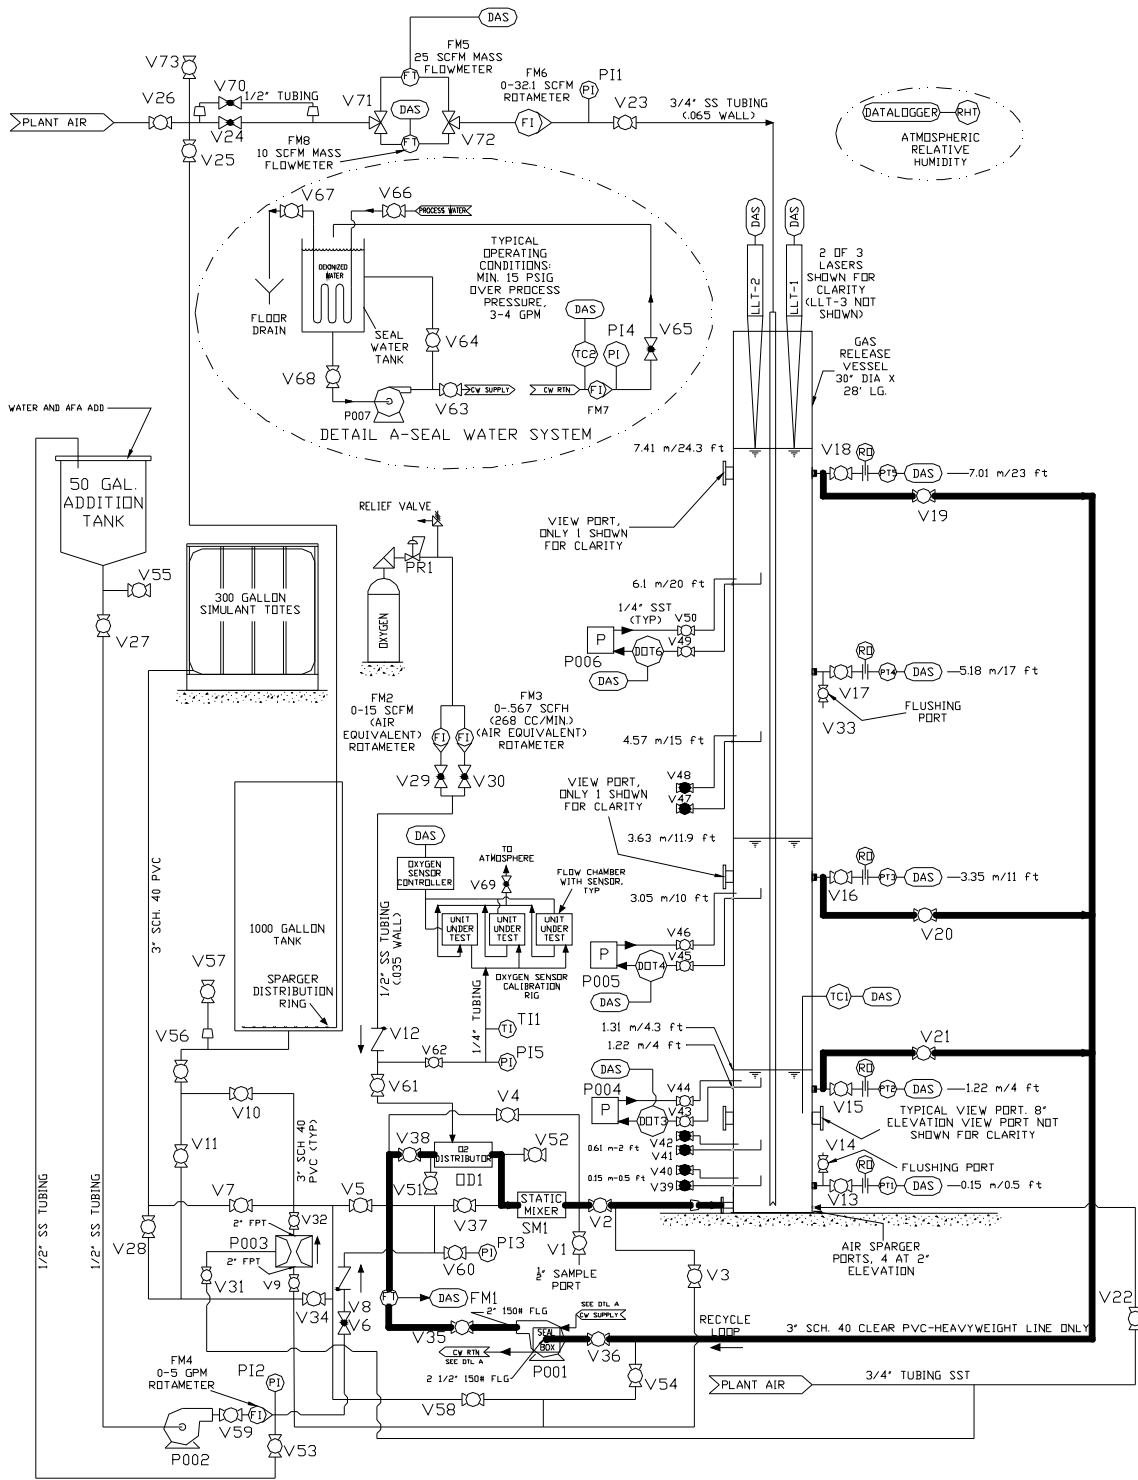 DAS
FM5
25 SCFM MASS
FLOWMETER
FT
V73
V70
1/2" TUBING
V26
V71
DAS
FM6
0-32.1 SCFM
ROTAMETER
PI1
PI
V23
3/4" SS TUBING
(.065 WALL)
DATALOGGER
RHT
ATMOSPHERIC
RELATIVE
HUMIDITY
PLANT AIR
V24
V72
FI
V25
FM8
10 SCFM MASS
FLOWMETER
FT
V67
V66
PROCESS WATER
DEIONIZED
WATER
TYPICAL
OPERATING
CONDITIONS:
MIN. 15 PSIG
OVER PROCESS
PRESSURE,
3-4 GPM
FLOOR
DRAIN
SEAL
WATER
TANK
V64
DAS
PI4
V65
TC2
PI
V68
CW SUPPLY
CW RTN
FI
P007
V63
FM7
DETAIL A-SEAL WATER SYSTEM
DAS
DAS
LLT-2
LLT-1
2 OF 3
LASERS
SHOWN FOR
CLARITY
(LLT-3 NOT
SHOWN)
GAS
RELEASE
VESSEL
30" DIA X
28' LG.
WATER AND AFA ADD
50 GAL.
ADDITION
TANK
V55
V27
300 GALLON
SIMULANT TOTES
RELIEF VALVE
PR1
OXYGEN
7.41 m/24.3 ft
V18
RD
PT5
DAS
7.01 m/23 ft
V19
VIEW PORT,
ONLY 1 SHOWN
FOR CLARITY
6.1 m/20 ft
1/4" SST
(TYP)
V50
V49
P
P006
DOT6
DAS
RD
PT4
DAS
5.18 m/17 ft
V17
V33
FLUSHING
PORT
FM2
0-15 SCFM
(AIR
EQUIVALENT)
ROTAMETER
FM3
0-.567 SCFH
(268 CC/MIN.)
(AIR EQUIVALENT)
ROTAMETER
FI
FI
V29
V30
4.57 m/15 ft
V48
V47
VIEW PORT,
ONLY 1 SHOWN
FOR CLARITY
3.63 m/11.9 ft
RD
PT3
DAS
3.35 m/11 ft
V16
V20
3.05 m/10 ft
3" SCH. 40 PVC
1000 GALLON
TANK
SPARGER
DISTRIBUTION
RING
V57
V56
1/2" SS TUBING
(.035 WALL)
DAS
OXYGEN
SENSOR
CONTROLLER
TO
ATMOSPHERE
V69
FLOW CHAMBER
WITH SENSOR,
TYP
UNIT
UNDER
TEST
UNIT
UNDER
TEST
UNIT
UNDER
TEST
OXYGEN SENSOR
CALIBRATION
RIG
1/4" TUBING
TI1
TI
PI5
PI
V12
V62
V61
V46
V45
P
P005
DOT4
DAS
TC1
DAS
1.31 m/4.3 ft
1.22 m/4 ft
V21
DAS
P004
P
V44
V43
DOT3
V42
V41
V40
V39
0.61 m-2 ft
0.15 m-0.5 ft
RD
PT2
DAS
1.22 m/4 ft
V15
TYPICAL VIEW PORT. 8"
ELEVATION VIEW PORT NOT
SHOWN FOR CLARITY
V14
FLUSHING PORT
RD
PT1
DAS
0.15 m/0.5 ft
V13
AIR SPARGER
PORTS, 4 AT 2"
ELEVATION
V10
V11
3" SCH 40
PVC (TYP)
V4
V38
O2
DISTRIBUTOR
V52
V51
OD1
V7
V5
V37
STATIC
MIXER
SM1
V2
V28
V32
2" FPT
P003
2" FPT
V9
V31
V34
V8
V6
V60
PI3
PI
V1
1/2" SAMPLE
PORT
V3
V22
1/2" SS TUBING
1/2" SS TUBING
FT
DAS
FM1
2" 150# FLG
SEE DTL A
CW SUPPLY
V35
SEAL
BOX
V36
RECYCLE
LOOP
3" SCH. 40 CLEAR PVC-HEAVYWEIGHT LINE ONLY
CW RTN
SEE DTL A
P001
2 1/2" 150# FLG
V54
PLANT AIR
3/4" TUBING SST
FM4
0-5 GPM
ROTAMETER
PI2
PI
V58
FI
V59
P002
V53